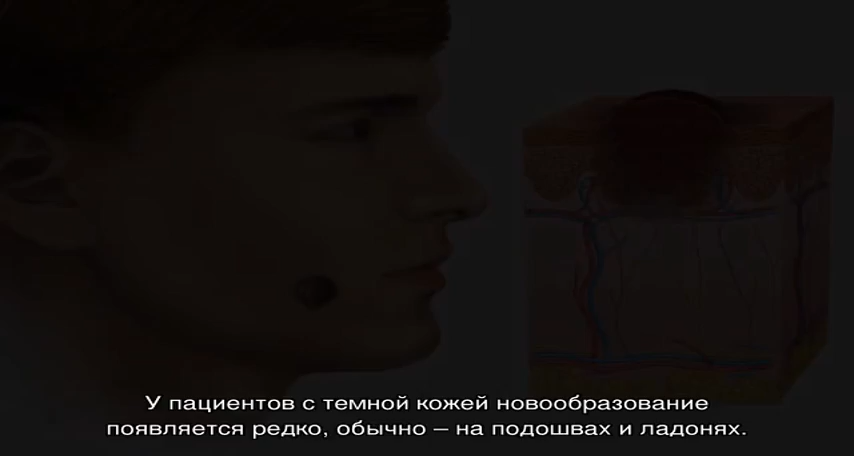 У пациентов с темной кожей новообразование
появляется редко, обычно – на подошвах и ладонях.